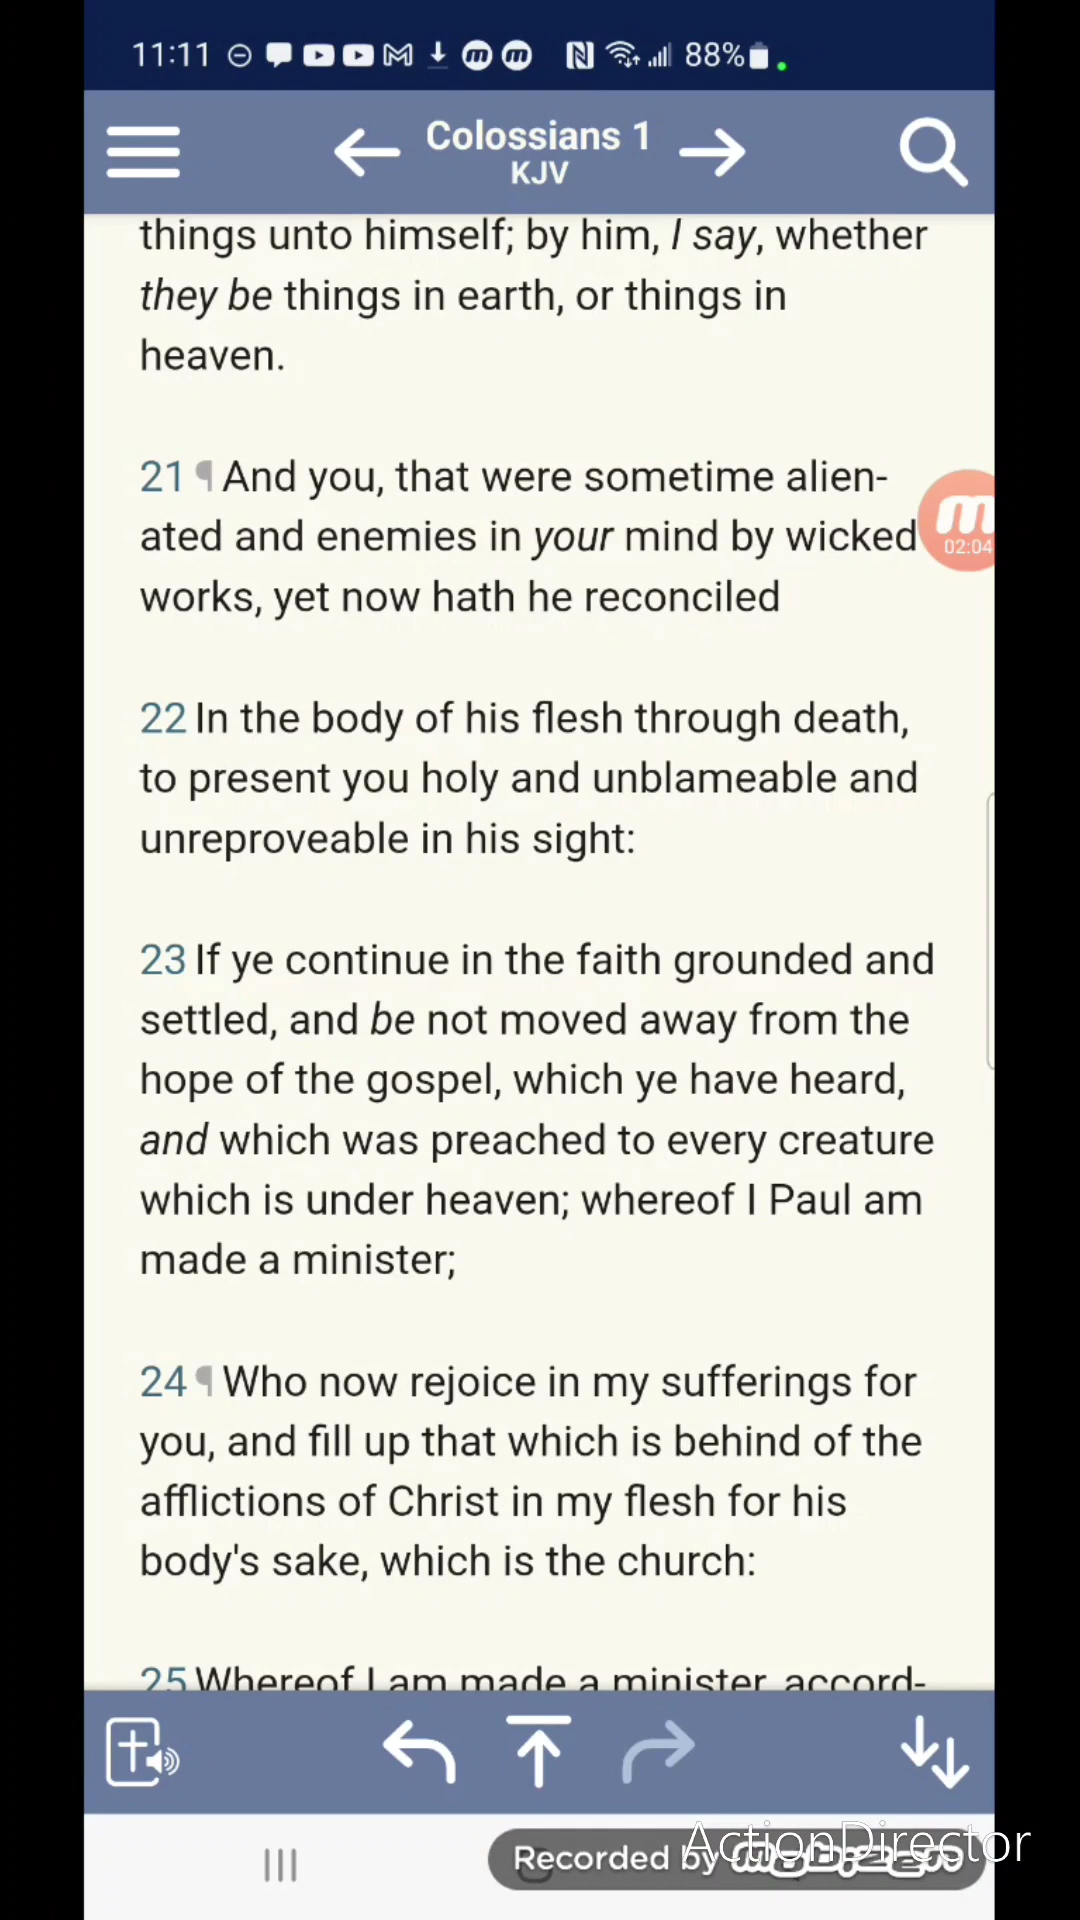 11:11 88%
Colossians 1
KJV
things unto himself; by him, I say, whether
they be things in earth, or things in
heaven.
21 ¶ And you, that were sometime alien-
ated and enemies in your mind by wicked
works, yet now hath he reconciled
m
02:04
22 In the body of his flesh through death,
to present you holy and unblameable and
unreproveable in his sight:
23 If ye continue in the faith grounded and
settled, and be not moved away from the
hope of the gospel, which ye have heard,
and which was preached to every creature
which is under heaven; whereof I Paul am
made a minister;
24 ¶ Who now rejoice in my sufferings for
you, and fill up that which is behind of the
afflictions of Christ in my flesh for his
body's sake, which is the church:
25 Whereof I am made a minister, accord-
ActionDirector
Recorded by